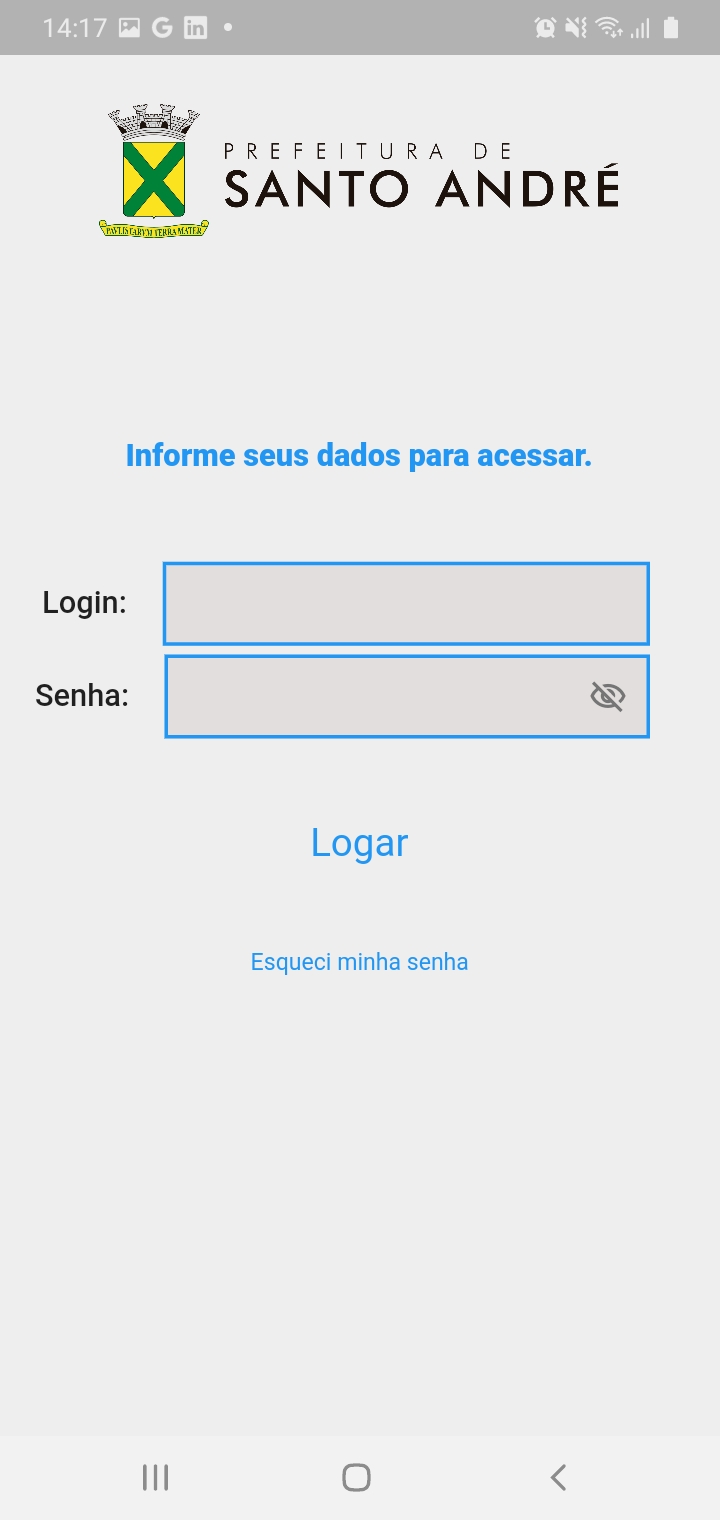 14:17
PREFEITURA DE
SANTO ANDRÉ
PAVLISTARVM TERRA MATER
Informe seus dados para acessar.
Login:
Senha:
Logar
Esqueci minha senha